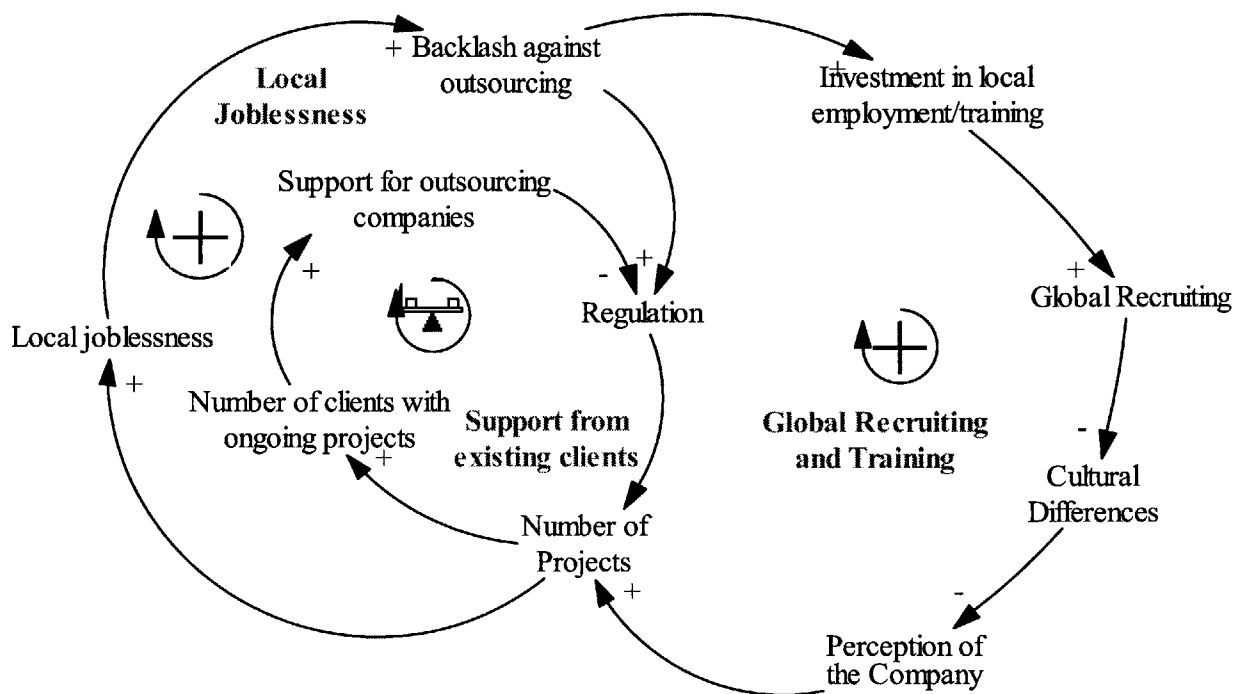 + Backlash against
outsourcing
Local
Joblessness
+
Investment in local
employment/training
Support for outsourcing
companies
+
-
+
Regulation
+
Global Recruiting
Local joblessness
+
Number of clients with
ongoing projects
+
Support from
existing clients
Global Recruiting
and Training
-
Cultural
Differences
Number of
Projects
+
-
Perception of
the Company